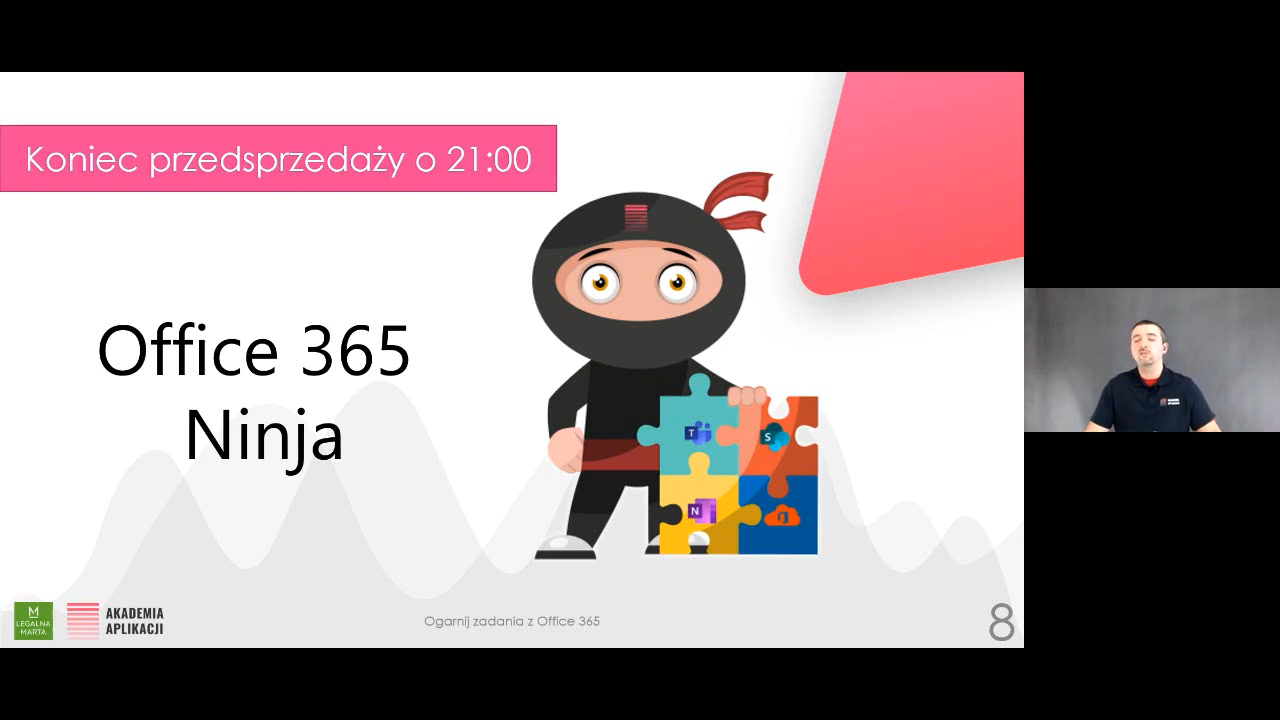 Koniec przedsprzedaży o 21:00
Office 365
Ninja
T
S
N
M
LEGALNA
MARTA
AKADEMIA
APLIKACJI
Ogarnij zadania z Office 365
8